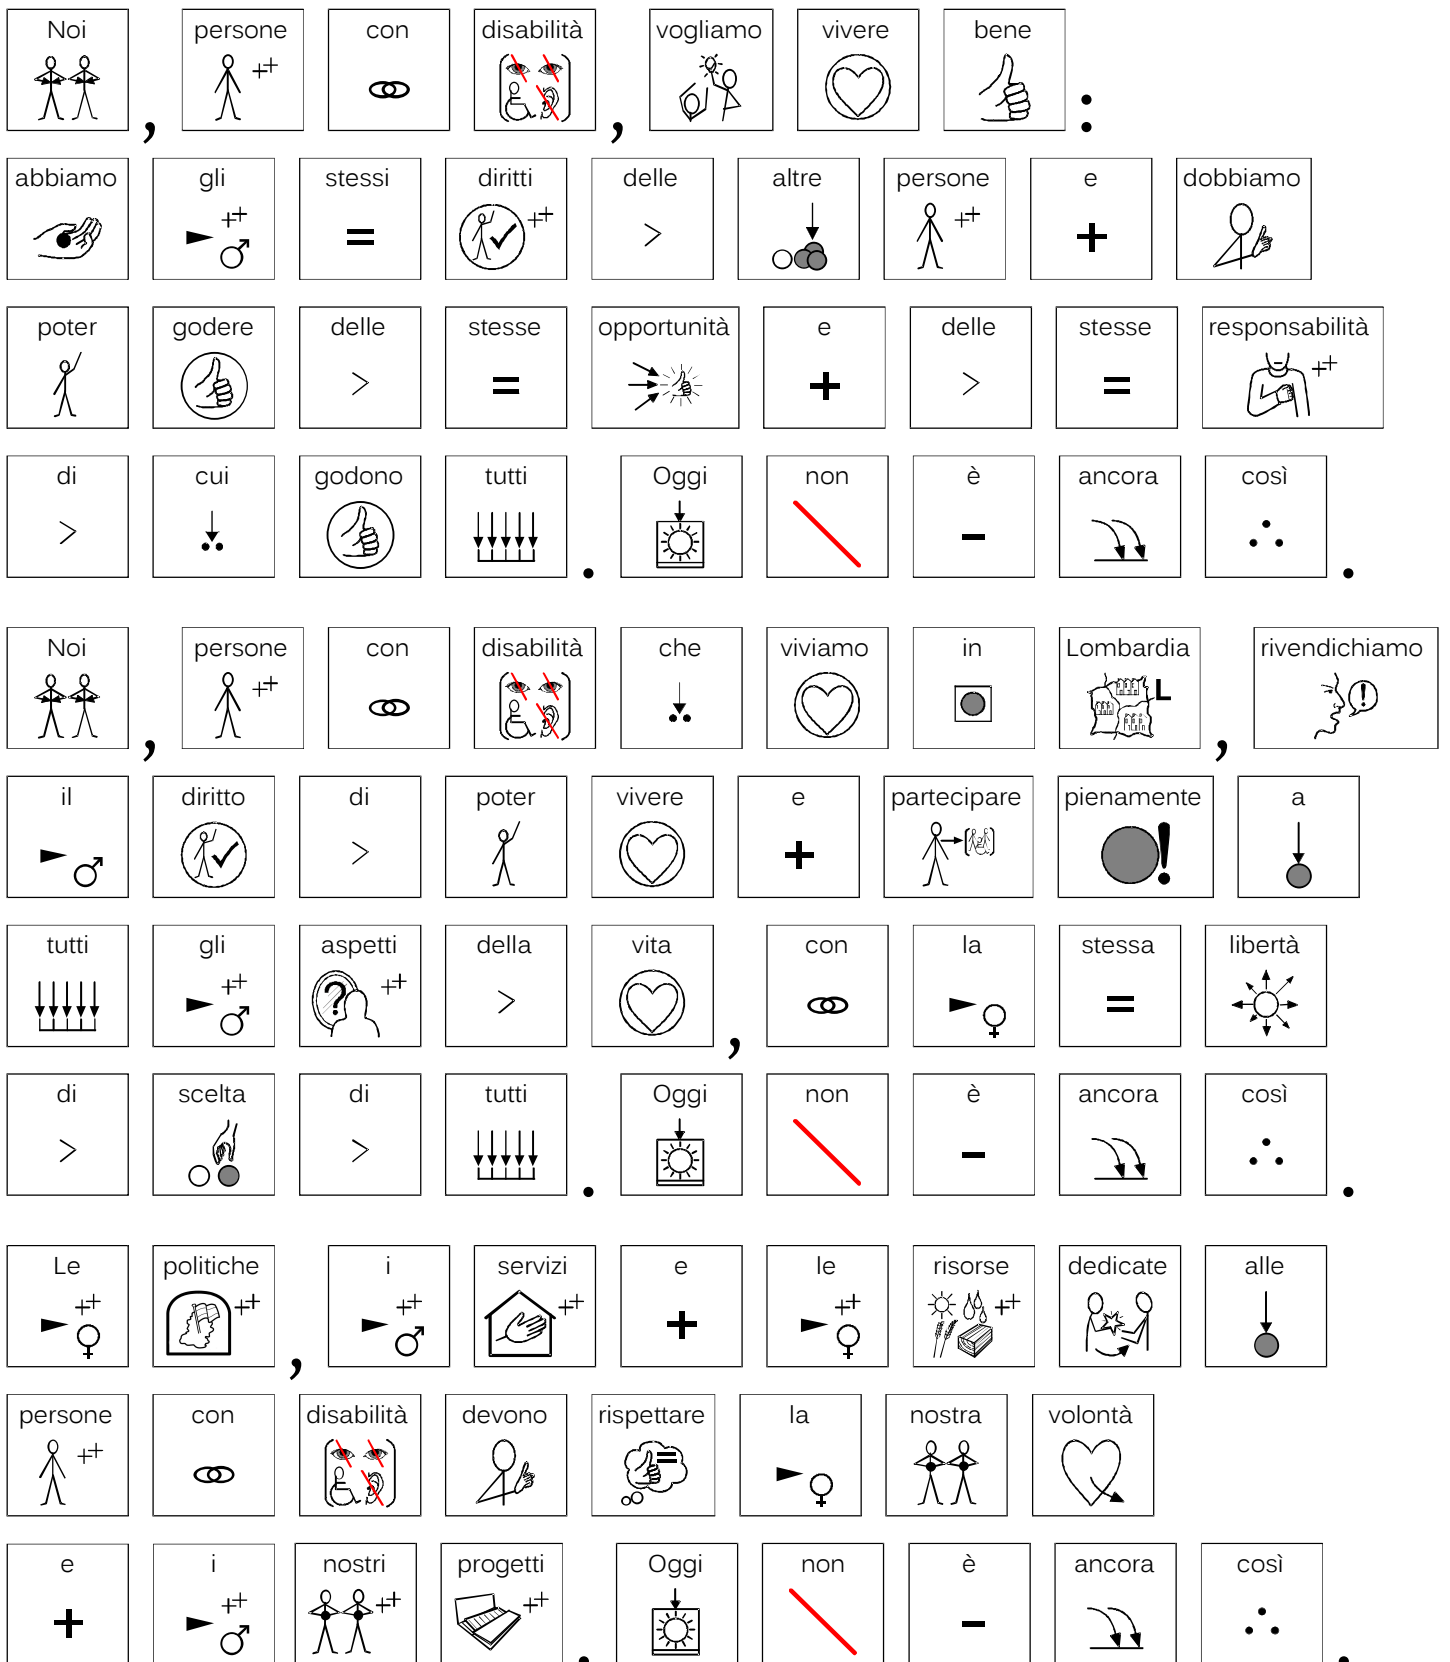 Noi, persone con disabilità, vogliamo vivere bene:
abbiamo gli stessi diritti delle altre persone e dobbiamo
poter godere delle stesse opportunità e delle stesse responsabilità
di cui godono tutti. Oggi non è ancora così.
Noi, persone con disabilità che viviamo in Lombardia, rivendichiamo
il diritto di poter vivere e partecipare pienamente a
tutti gli aspetti della vita, con la stessa libertà
di scelta di tutti. Oggi non è ancora così.
Le politiche, i servizi e le risorse dedicate alle
persone con disabilità devono rispettare la nostra volontà
e i nostri progetti. Oggi non è ancora così.